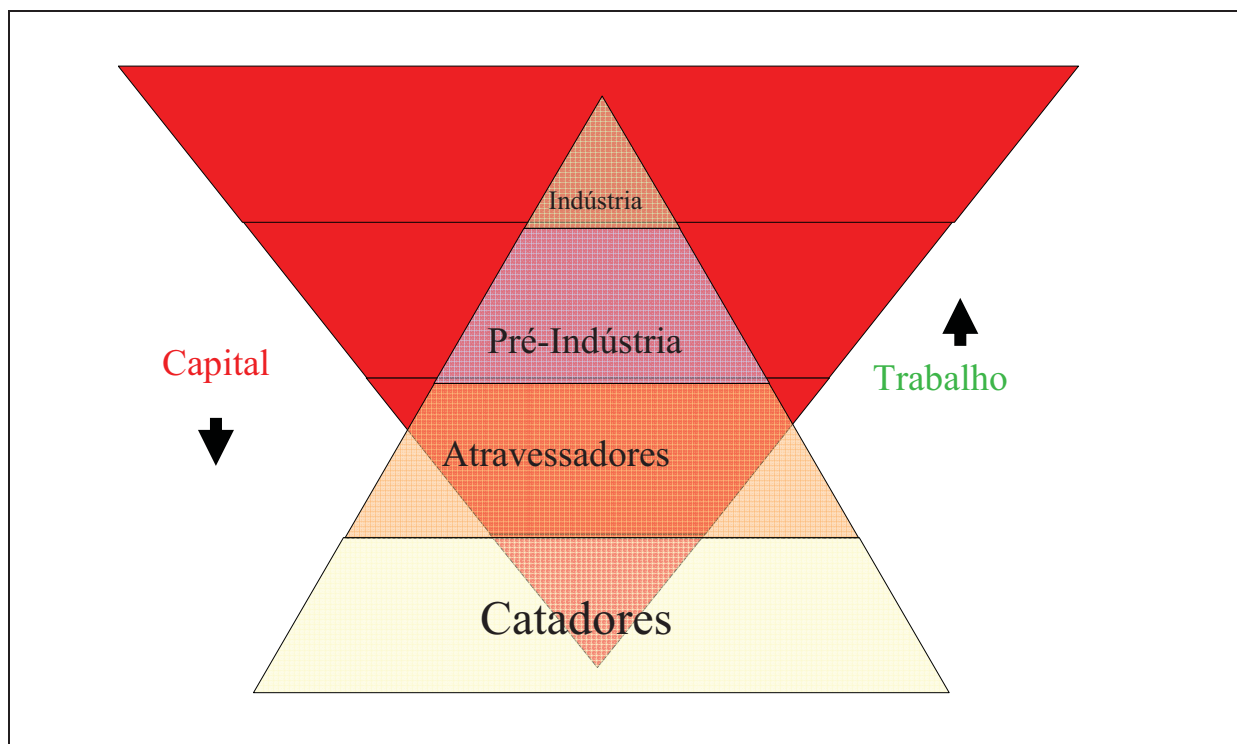 Indústria
Pré-Indústria
Capital
Trabalho
Atravessadores
Catadores